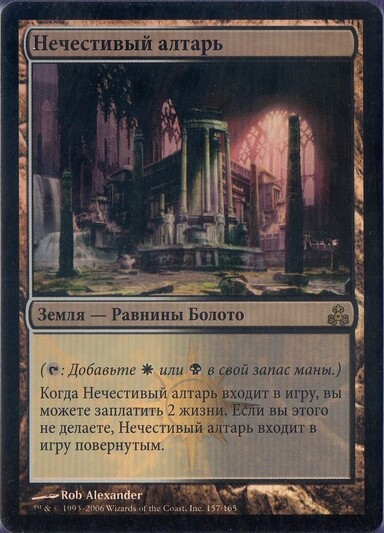 Нечестивый алтарь
Земля — Равнины Болото
(: Добавьте или в свой запас маны.)
Когда Нечестивый алтарь входит в игру, вы
можете заплатить 2 жизни. Если вы этого
не делаете, Нечестивый алтарь входит в
игру повернутым.
Rob Alexander
™ & © 1993–2006 Wizards of the Coast, Inc. 157/165